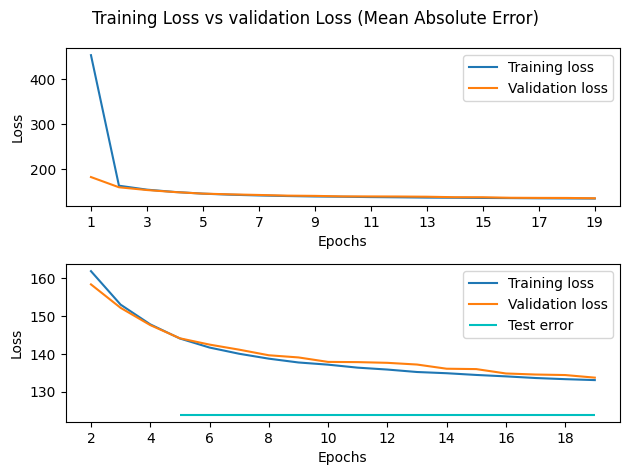 Training Loss vs validation Loss (Mean Absolute Error)
400
300
200
Loss
Training loss
Validation loss
1 3 5 7 9 11 13 15 17 19
Epochs
160
150
140
130
Loss
Training loss
Validation loss
Test error
2 4 6 8 10 12 14 16 18
Epochs